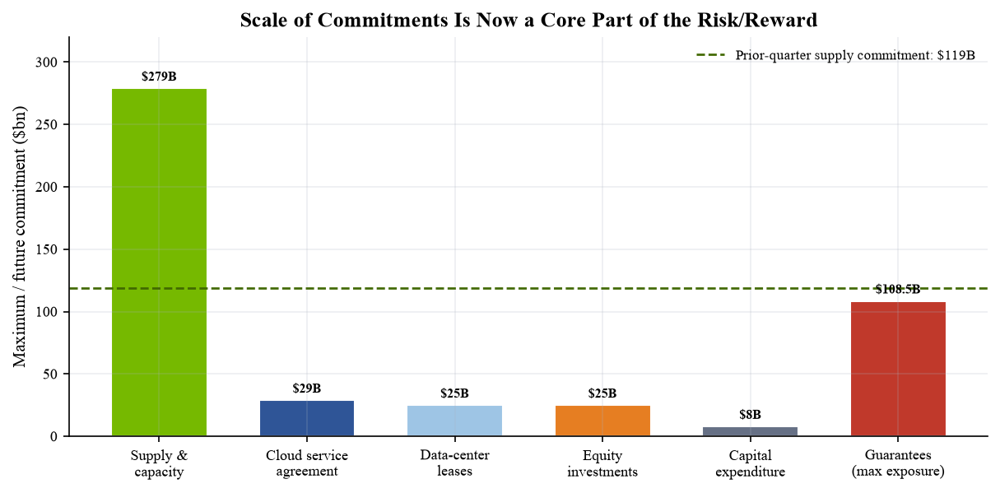 Scale of Commitments Is Now a Core Part of the Risk/Reward
Prior-quarter supply commitment: $119B
Maximum / future commitment ($bn)
300
250
200
150
100
50
0
$279B
$29B
$25B
$25B
$8B
$108.5B
Supply &
capacity
Cloud service
agreement
Data-center
leases
Equity
investments
Capital
expenditure
Guarantees
(max exposure)